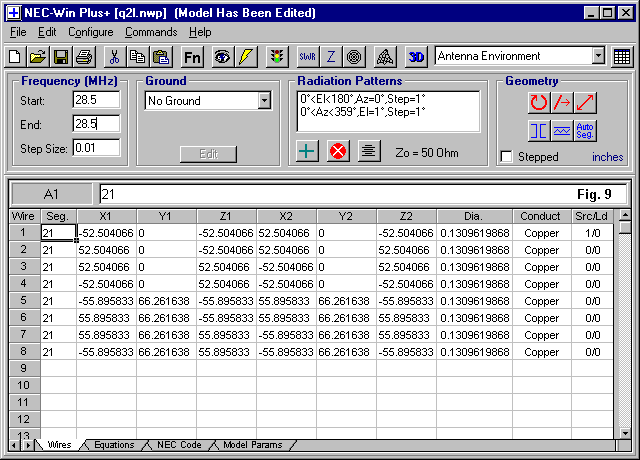 NEC-Win Plus+ [q2l.nwp] (Model Has Been Edited)
File Edit Configure Commands Help
Fn SWR Z 3D Antenna Environment
Frequency (MHz)
Start: 28.5
End: 28.5
Step Size: 0.01
Ground
No Ground
Edit
Radiation Patterns
0°<El<180°,Az=0°,Step=1°
0°<Az<359°,El=1°,Step=1°
Zo = 50 Ohm
Geometry
Auto Seg.
Stepped inches
A1 21 Fig. 9
Wire Seg. X1 Y1 Z1 X2 Y2 Z2 Dia. Conduct Src/Ld
1 21 -52.504066 0 -52.504066 52.504066 0 -52.504066 0.1309619868 Copper 1/0
2 21 52.504066 0 -52.504066 52.504066 0 52.504066 0.1309619868 Copper 0/0
3 21 52.504066 0 52.504066 -52.504066 0 52.504066 0.1309619868 Copper 0/0
4 21 -52.504066 0 52.504066 -52.504066 0 -52.504066 0.1309619868 Copper 0/0
5 21 -55.895833 66.261638 -55.895833 55.895833 66.261638 -55.895833 0.1309619868 Copper 0/0
6 21 55.895833 66.261638 -55.895833 55.895833 66.261638 55.895833 0.1309619868 Copper 0/0
7 21 55.895833 66.261638 55.895833 -55.895833 66.261638 55.895833 0.1309619868 Copper 0/0
8 21 -55.895833 66.261638 55.895833 -55.895833 66.261638 -55.895833 0.1309619868 Copper 0/0
9
10
11
12
13
Wires Equations NEC Code Model Params